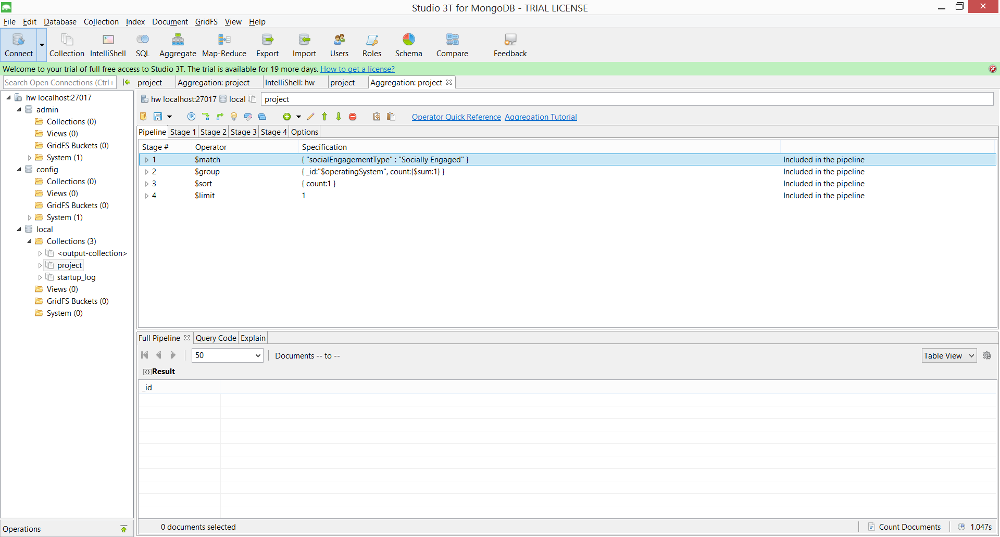 Studio 3T for MongoDB - TRIAL LICENSE
File Edit Database Collection Index Document GridFS View Help
Connect Collection IntelliShell SQL Aggregate Map-Reduce Export Import Users Roles Schema Compare Feedback
Welcome to your trial of full free access to Studio 3T. The trial is available for 19 more days. How to get a license?
Search Open Connections (Ctrl+
project Aggregation: project IntelliShell: hw project Aggregation: project
hw localhost:27017
admin
Collections (0)
Views (0)
GridFS Buckets (0)
System (1)
config
Collections (0)
Views (0)
GridFS Buckets (0)
System (1)
local
Collections (3)
<output-collection>
project
startup_log
Views (0)
GridFS Buckets (0)
System (0)
Operations
hw localhost:27017 local project
Operator Quick Reference Aggregation Tutorial
Pipeline Stage 1 Stage 2 Stage 3 Stage 4 Options
Stage # Operator Specification
1 $match { "socialEngagementType" : "Socially Engaged" } Included in the pipeline
2 $group { _id:"$operatingSystem", count:{$sum:1} } Included in the pipeline
3 $sort { count:1 } Included in the pipeline
4 $limit 1 Included in the pipeline
Full Pipeline Query Code Explain
50 Documents -- to -- Table View
Result
_id
0 documents selected Count Documents 1.047s